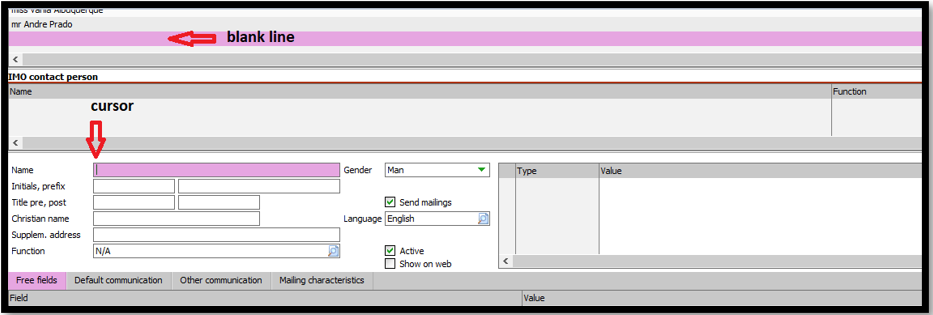 miss Vania Albuquerque
mr Andre Prado
blank line
IMO contact person
Name Function
cursor
Name Gender Man Type Value
Initials, prefix
Title pre, post Send mailings
Christian name Language English
Supplem. address
Function N/A Active
Show on web
Free fields Default communication Other communication Mailing characteristics
Field Value